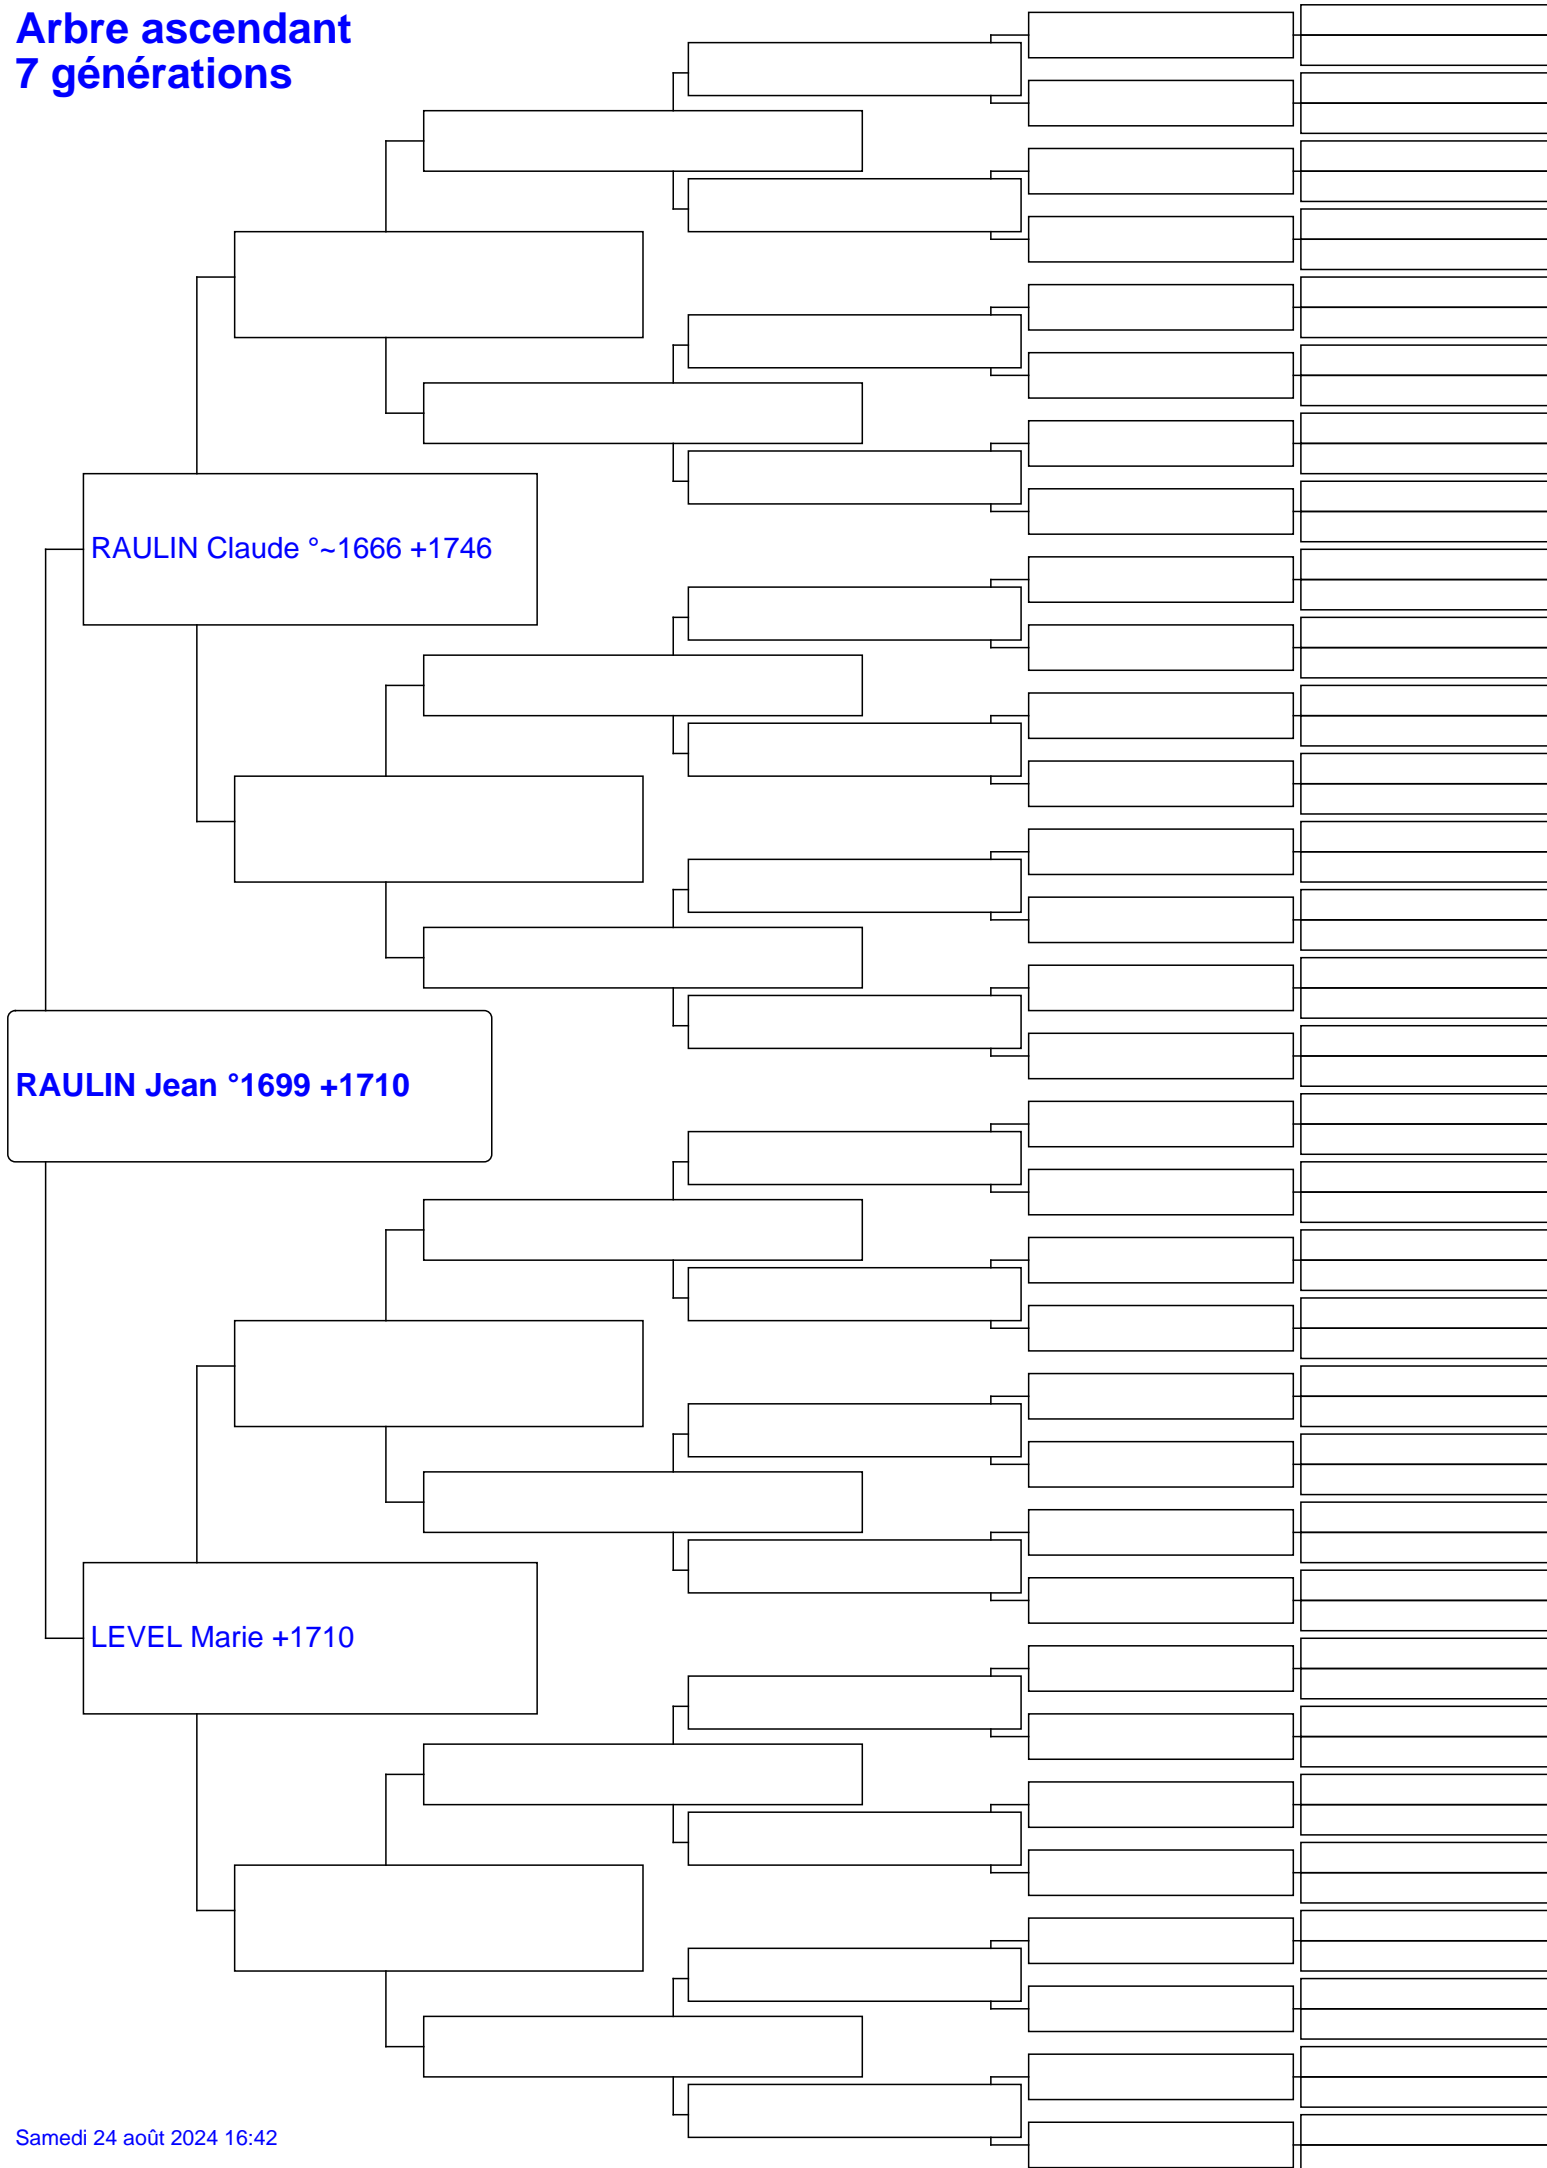 Arbre ascendant
7 générations
RAULIN Claude °~1666 +1746
RAULIN Jean °1699 +1710
LEVEL Marie +1710
Samedi 24 août 2024 16:42